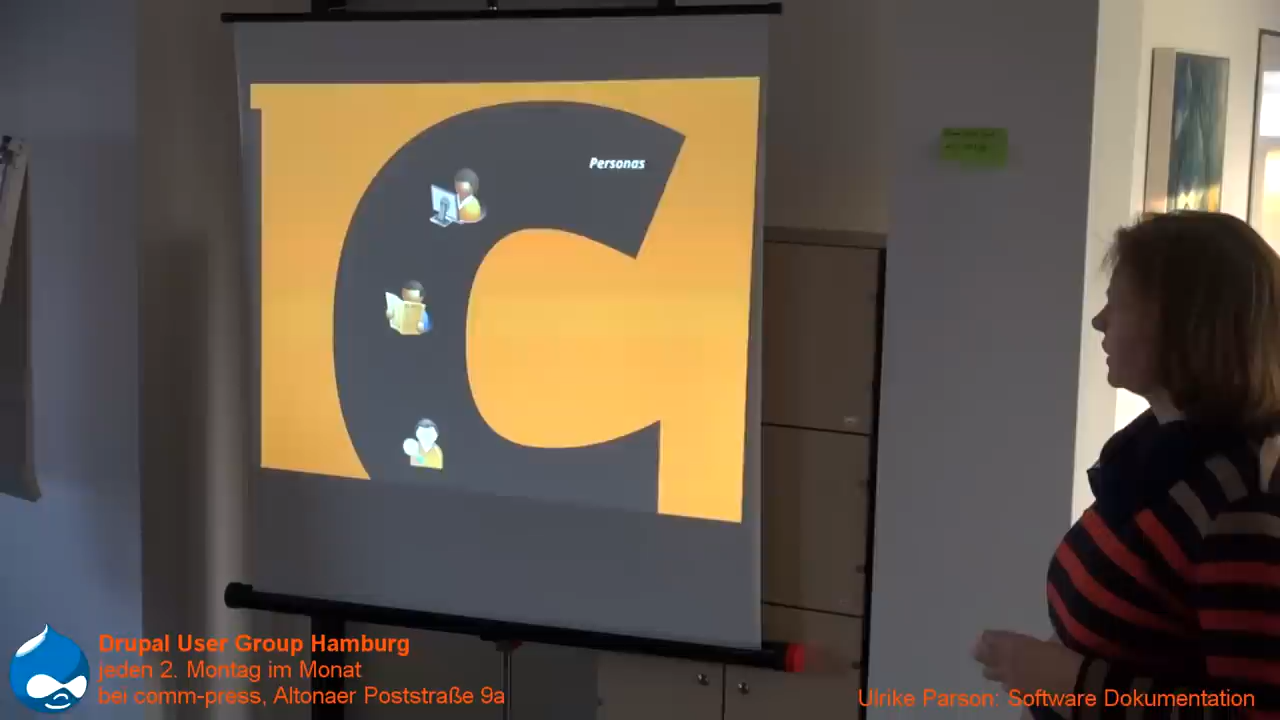 Personas
Drupal User Group Hamburg
jeden 2. Montag im Monat
bei comm-press, Altonaer Poststraße 9a
Ulrike Parson: Software Dokumentation